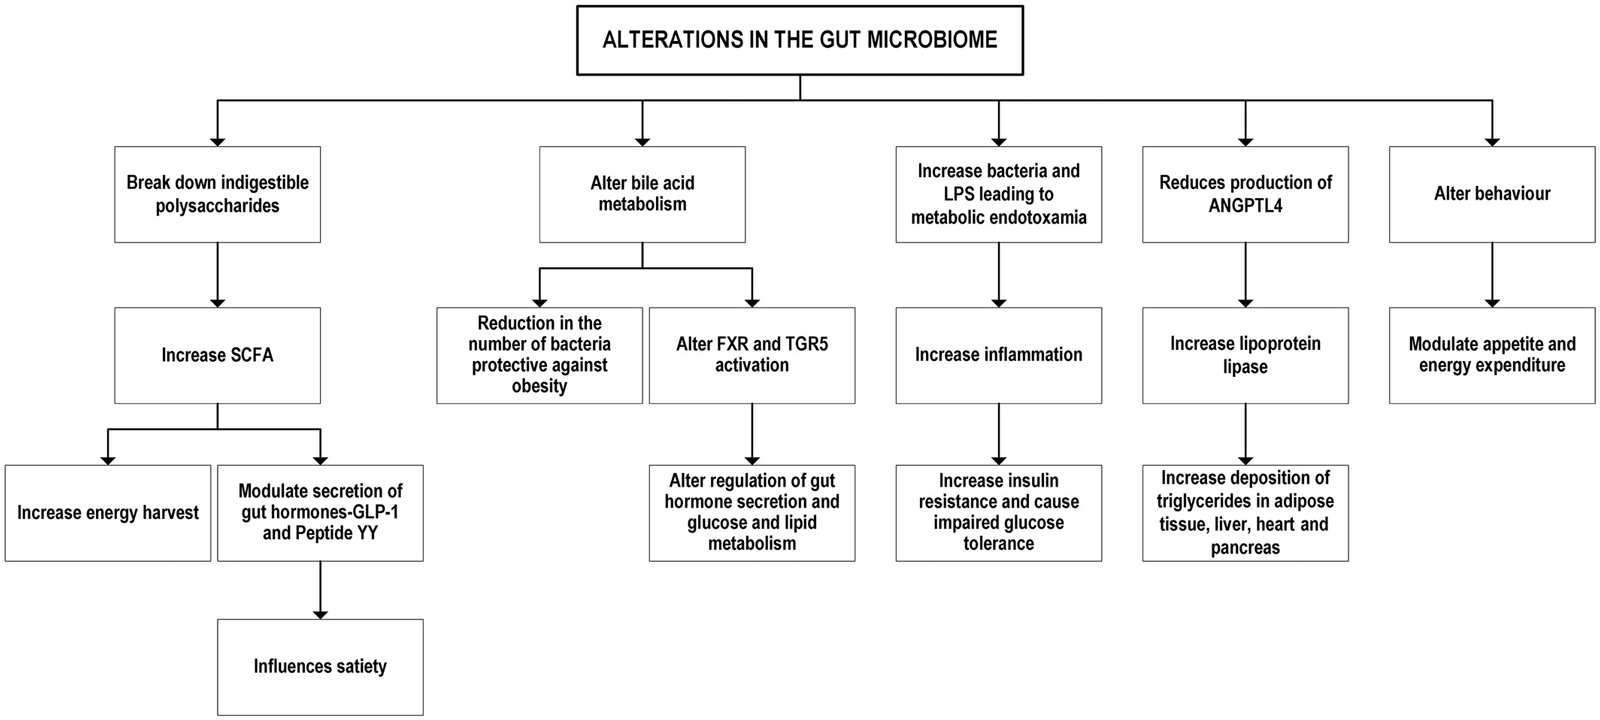 ALTERATIONS IN THE GUT MICROBIOME
Break down indigestible
polysaccharides
Alter bile acid
metabolism
Increase bacteria and
LPS leading to
metabolic endotoxamia
Reduces production of
ANGPTL4
Alter behaviour
Increase SCFA
Reduction in the
number of bacteria
protective against
obesity
Alter FXR and TGR5
activation
Increase inflammation
Increase lipoprotein
lipase
Modulate appetite and
energy expenditure
Increase energy harvest
Modulate secretion of
gut hormones-GLP-1
and Peptide YY
Alter regulation of gut
hormone secretion and
glucose and lipid
metabolism
Increase insulin
resistance and cause
impaired glucose
tolerance
Increase deposition of
triglycerides in adipose
tissue, liver, heart and
pancreas
Influences satiety